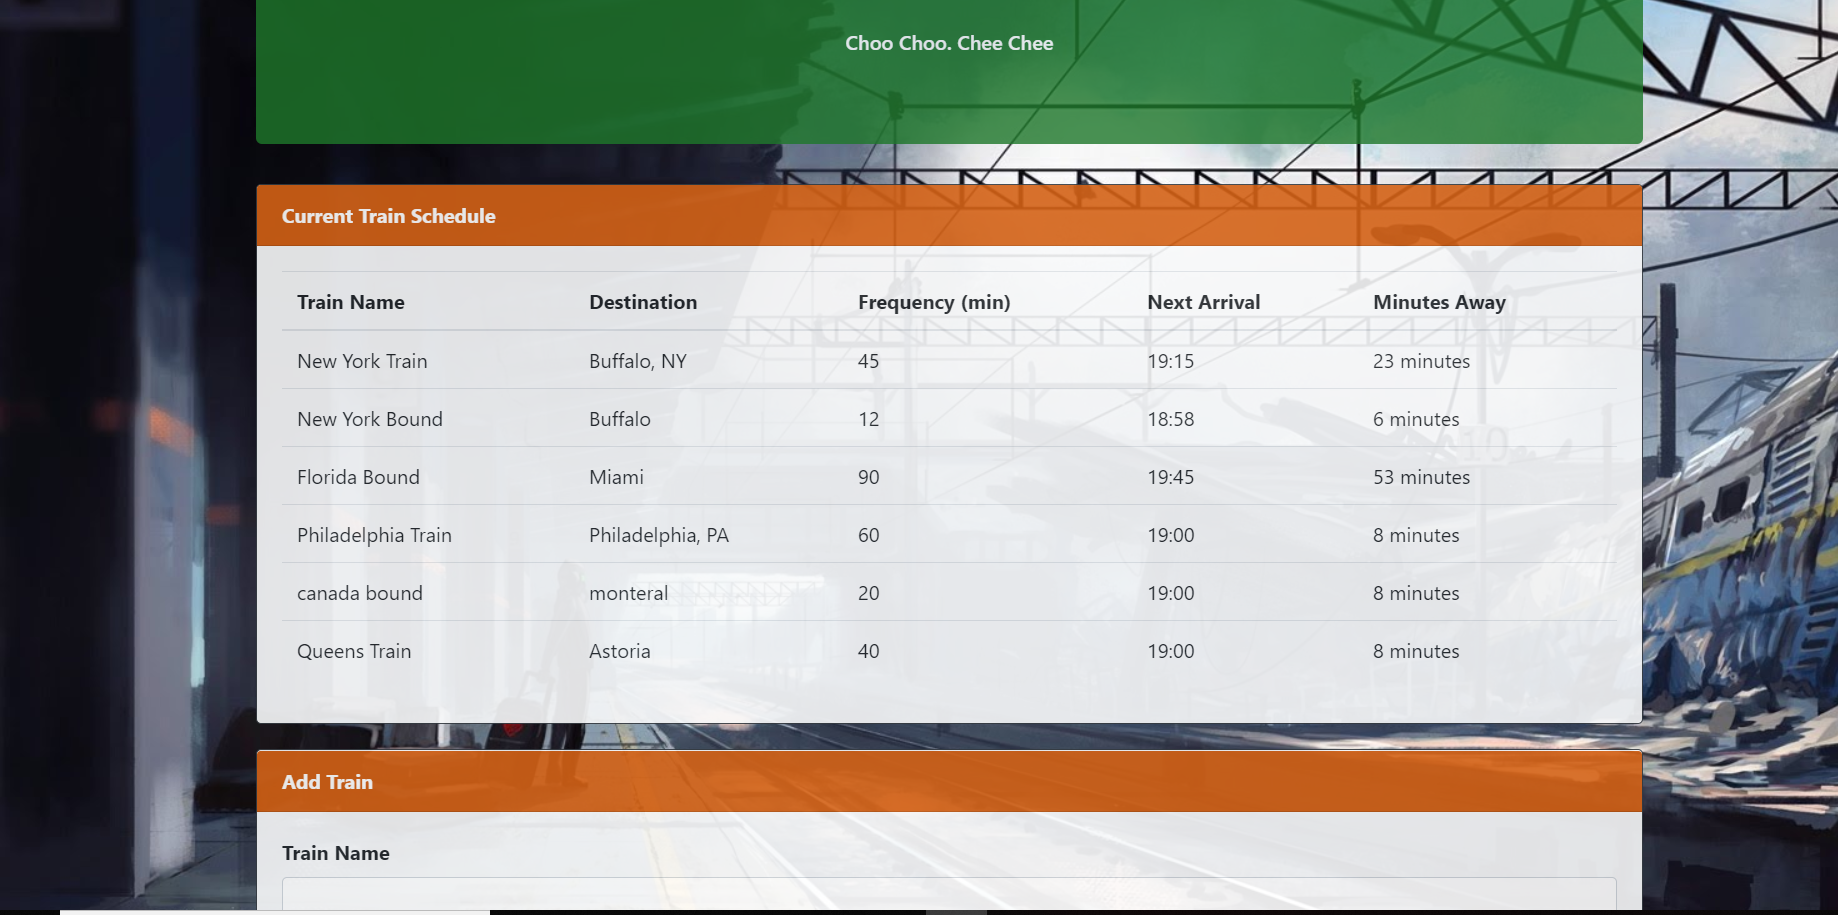 Choo Choo. Chee Chee
Current Train Schedule
Train Name Destination Frequency (min) Next Arrival Minutes Away
New York Train Buffalo, NY 45 19:15 23 minutes
New York Bound Buffalo 12 18:58 6 minutes
Florida Bound Miami 90 19:45 53 minutes
Philadelphia Train Philadelphia, PA 60 19:00 8 minutes
canada bound monteral 20 19:00 8 minutes
Queens Train Astoria 40 19:00 8 minutes
Add Train
Train Name